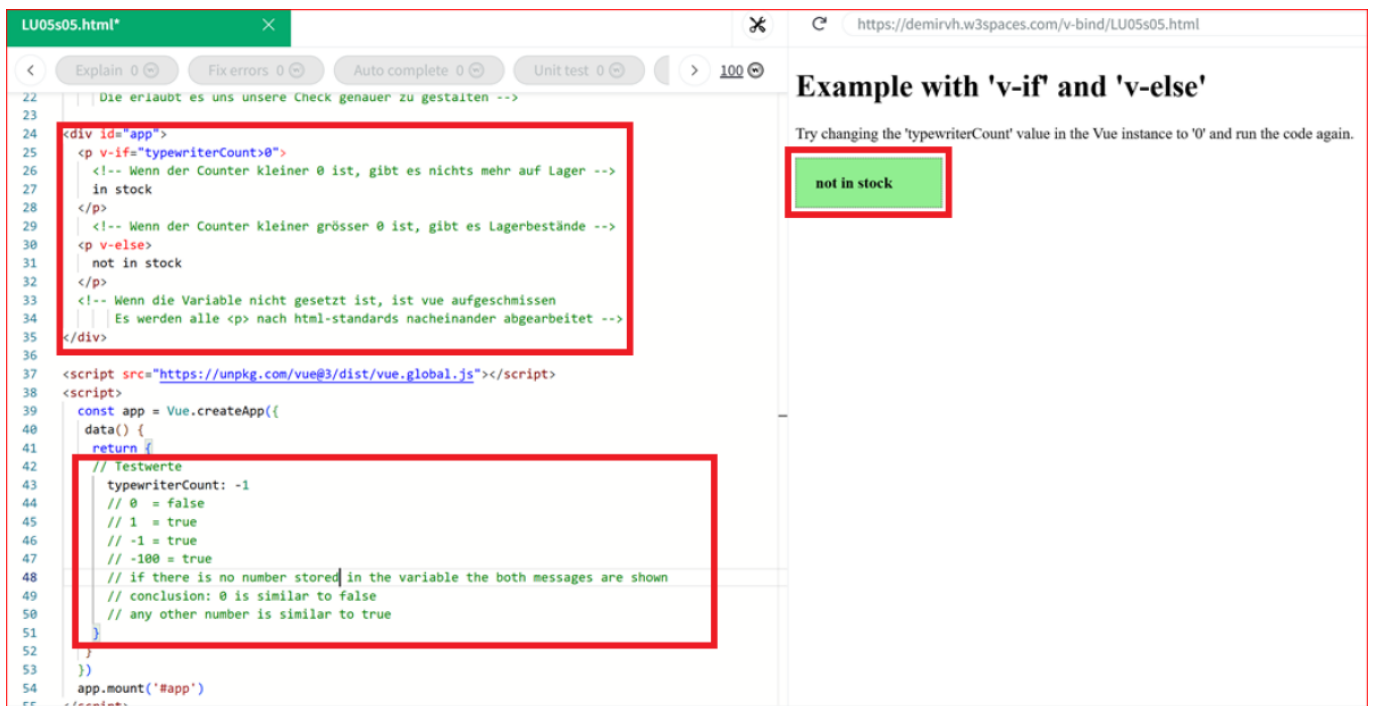 LU05s05.html*
https://demirvh.w3spaces.com/v-bind/LU05s05.html
Explain 0
Fix errors 0
Auto complete 0
Unit test 0
100
22 Die erlaubt es uns unsere Check genauer zu gestalten -->
23
24 <div id="app">
25 <p v-if="typewriterCount>0">
26 <!-- Wenn der Counter kleiner 0 ist, gibt es nichts mehr auf Lager -->
27 in stock
28 </p>
29 <!-- Wenn der Counter kleiner grösser 0 ist, gibt es Lagerbestände -->
30 <p v-else>
31 not in stock
32 </p>
33 <!-- Wenn die Variable nicht gesetzt ist, ist vue aufgeschmissen
34 Es werden alle <p> nach html-standards nacheinander abgearbeitet -->
35 </div>
36
37 <script src="https://unpkg.com/vue@3/dist/vue.global.js"></script>
38 <script>
39 const app = Vue.createApp({
40 data() {
41 return {
42 // Testwerte
43 typewriterCount: -1
44 // 0 = false
45 // 1 = true
46 // -1 = true
47 // -100 = true
48 // if there is no number stored in the variable the both messages are shown
49 // conclusion: 0 is similar to false
50 // any other number is similar to true
51 }
52 }
53 })
54 app.mount('#app')
55 </script>
Example with 'v-if' and 'v-else'
Try changing the 'typewriterCount' value in the Vue instance to '0' and run the code again.
not in stock